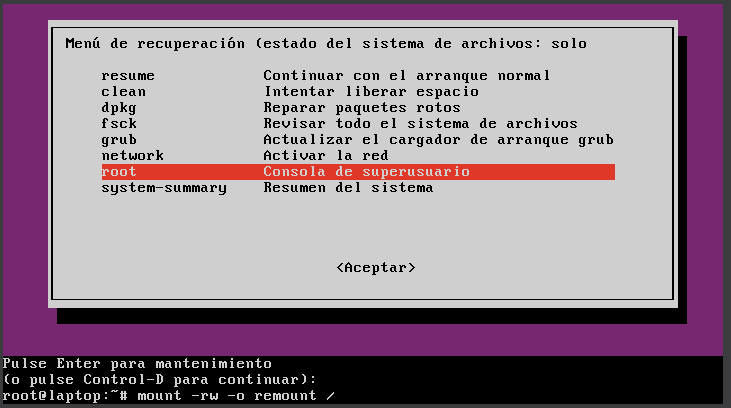 Menú de recuperación (estado del sistema de archivos: solo
resume Continuar con el arranque normal
clean Intentar liberar espacio
dpkg Reparar paquetes rotos
fsck Revisar todo el sistema de archivos
grub Actualizar el cargador de arranque grub
network Activar la red
root Consola de superusuario
system-summary Resumen del sistema
<Aceptar>
Pulse Enter para mantenimiento
(o pulse Control-D para continuar):
root@laptop:~# mount -rw -o remount /